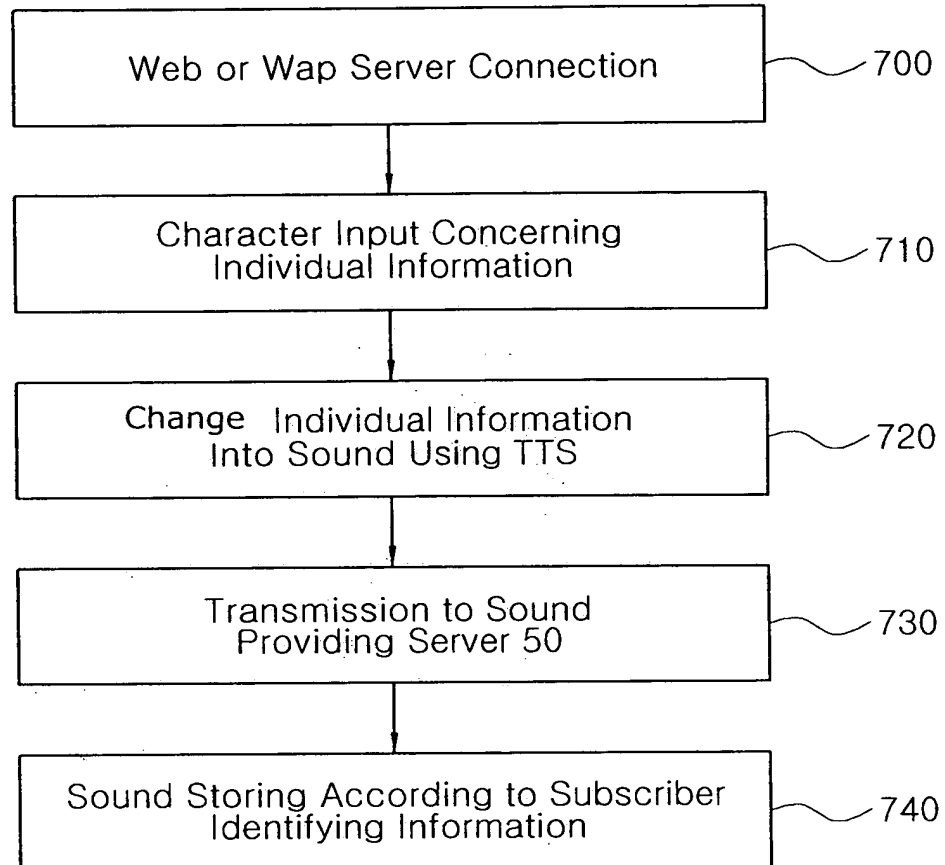 Web or Wap Server Connection
700
Character Input Concerning
Individual Information
710
Change Individual Information
Into Sound Using TTS
720
Transmission to Sound
Providing Server 50
730
Sound Storing According to Subscriber
Identifying Information
740